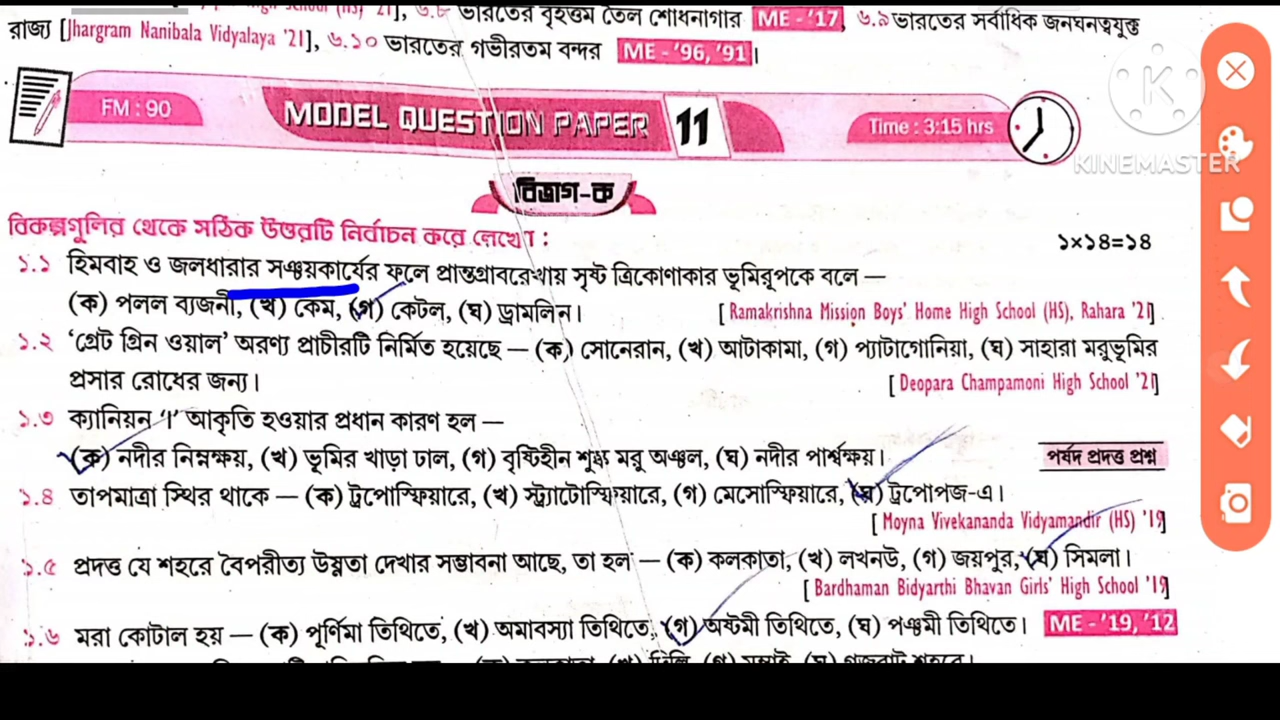 হাই স্কুল (HS) '21], ৬.৮ ভারতের বৃহত্তম তৈল শোধনাগার ME - '17, ৬.৯ ভারতের সর্বাধিক জনঘনত্বযুক্ত
রাজ্য [Jhargram Nanibala Vidyalaya '21], ৬.১০ ভারতের গভীরতম বন্দর ME - '96, '91।
FM : 90
MODEL QUESTION PAPER 11
Time : 3:15 hrs
KINEMASTER
বিভাগ-ক
বিকল্পগুলির থেকে সঠিক উত্তরটি নির্বাচন করে লেখো :
১×১৪=১৪
১.১ হিমবাহ ও জলধারার সঞ্চয়কার্যের ফলে প্রান্তগ্রাবরেখায় সৃষ্ট ত্রিকোণাকার ভূমিরূপকে বলে —
(ক) পলল ব্যজনী, (খ) কেম, (গ) কেটল, (ঘ) ড্রামলিন। [ Ramakrishna Mission Boys' Home High School (HS), Rahara '21]
১.২ 'গ্রেট গ্রিন ওয়াল' অরণ্য প্রাচীরটি নির্মিত হয়েছে — (ক) সোনেরান, (খ) আটাকামা, (গ) প্যাটাগোনিয়া, (ঘ) সাহারা মরুভূমির
প্রসার রোধের জন্য। [ Deopara Champamoni High School '21]
১.৩ ক্যানিয়ন 'I' আকৃতি হওয়ার প্রধান কারণ হল —
(ক) নদীর নিম্নক্ষয়, (খ) ভূমির খাড়া ঢাল, (গ) বৃষ্টিহীন শুষ্ক মরু অঞ্চল, (ঘ) নদীর পার্শ্বক্ষয়। পর্ষদ প্রদত্ত প্রশ্ন
১.৪ তাপমাত্রা স্থির থাকে — (ক) ট্রপোস্ফিয়ারে, (খ) স্ট্র্যাটোস্ফিয়ারে, (গ) মেসোস্ফিয়ারে, (ঘ) ট্রপোপজ-এ।
[ Moyna Vivekananda Vidyamandir (HS) '19]
১.৫ প্রদত্ত যে শহরে বৈপরীত্য উষ্ণতা দেখার সম্ভাবনা আছে, তা হল — (ক) কলকাতা, (খ) লখনউ, (গ) জয়পুর, (ঘ) সিমলা।
[ Bardhaman Bidyarthi Bhavan Girls' High School '19]
১.৬ মরা কোটাল হয় — (ক) পূর্ণিমা তিথিতে, (খ) অমাবস্যা তিথিতে, (গ) অষ্টমী তিথিতে, (ঘ) পঞ্চমী তিথিতে। ME - '19, '12